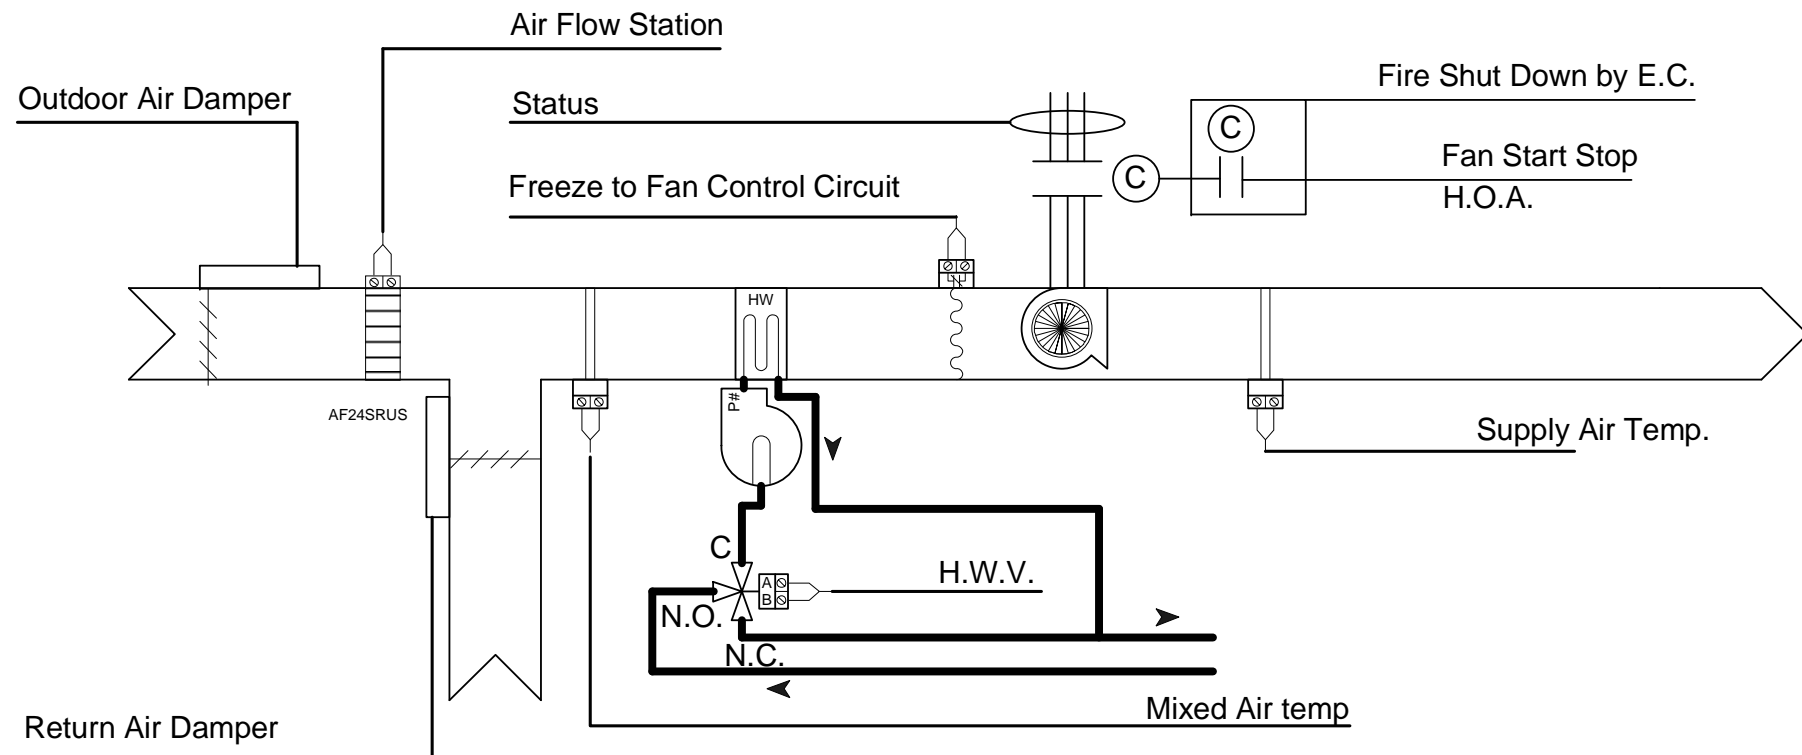 Air Flow Station
Outdoor Air Damper
Status
Fire Shut Down by E.C.
C
C
Fan Start Stop
H.O.A.
Freeze to Fan Control Circuit
HW
AF24SRUS
P#
Supply Air Temp.
C
H.W.V.
A
B
N.O.
N.C.
Mixed Air temp
Return Air Damper